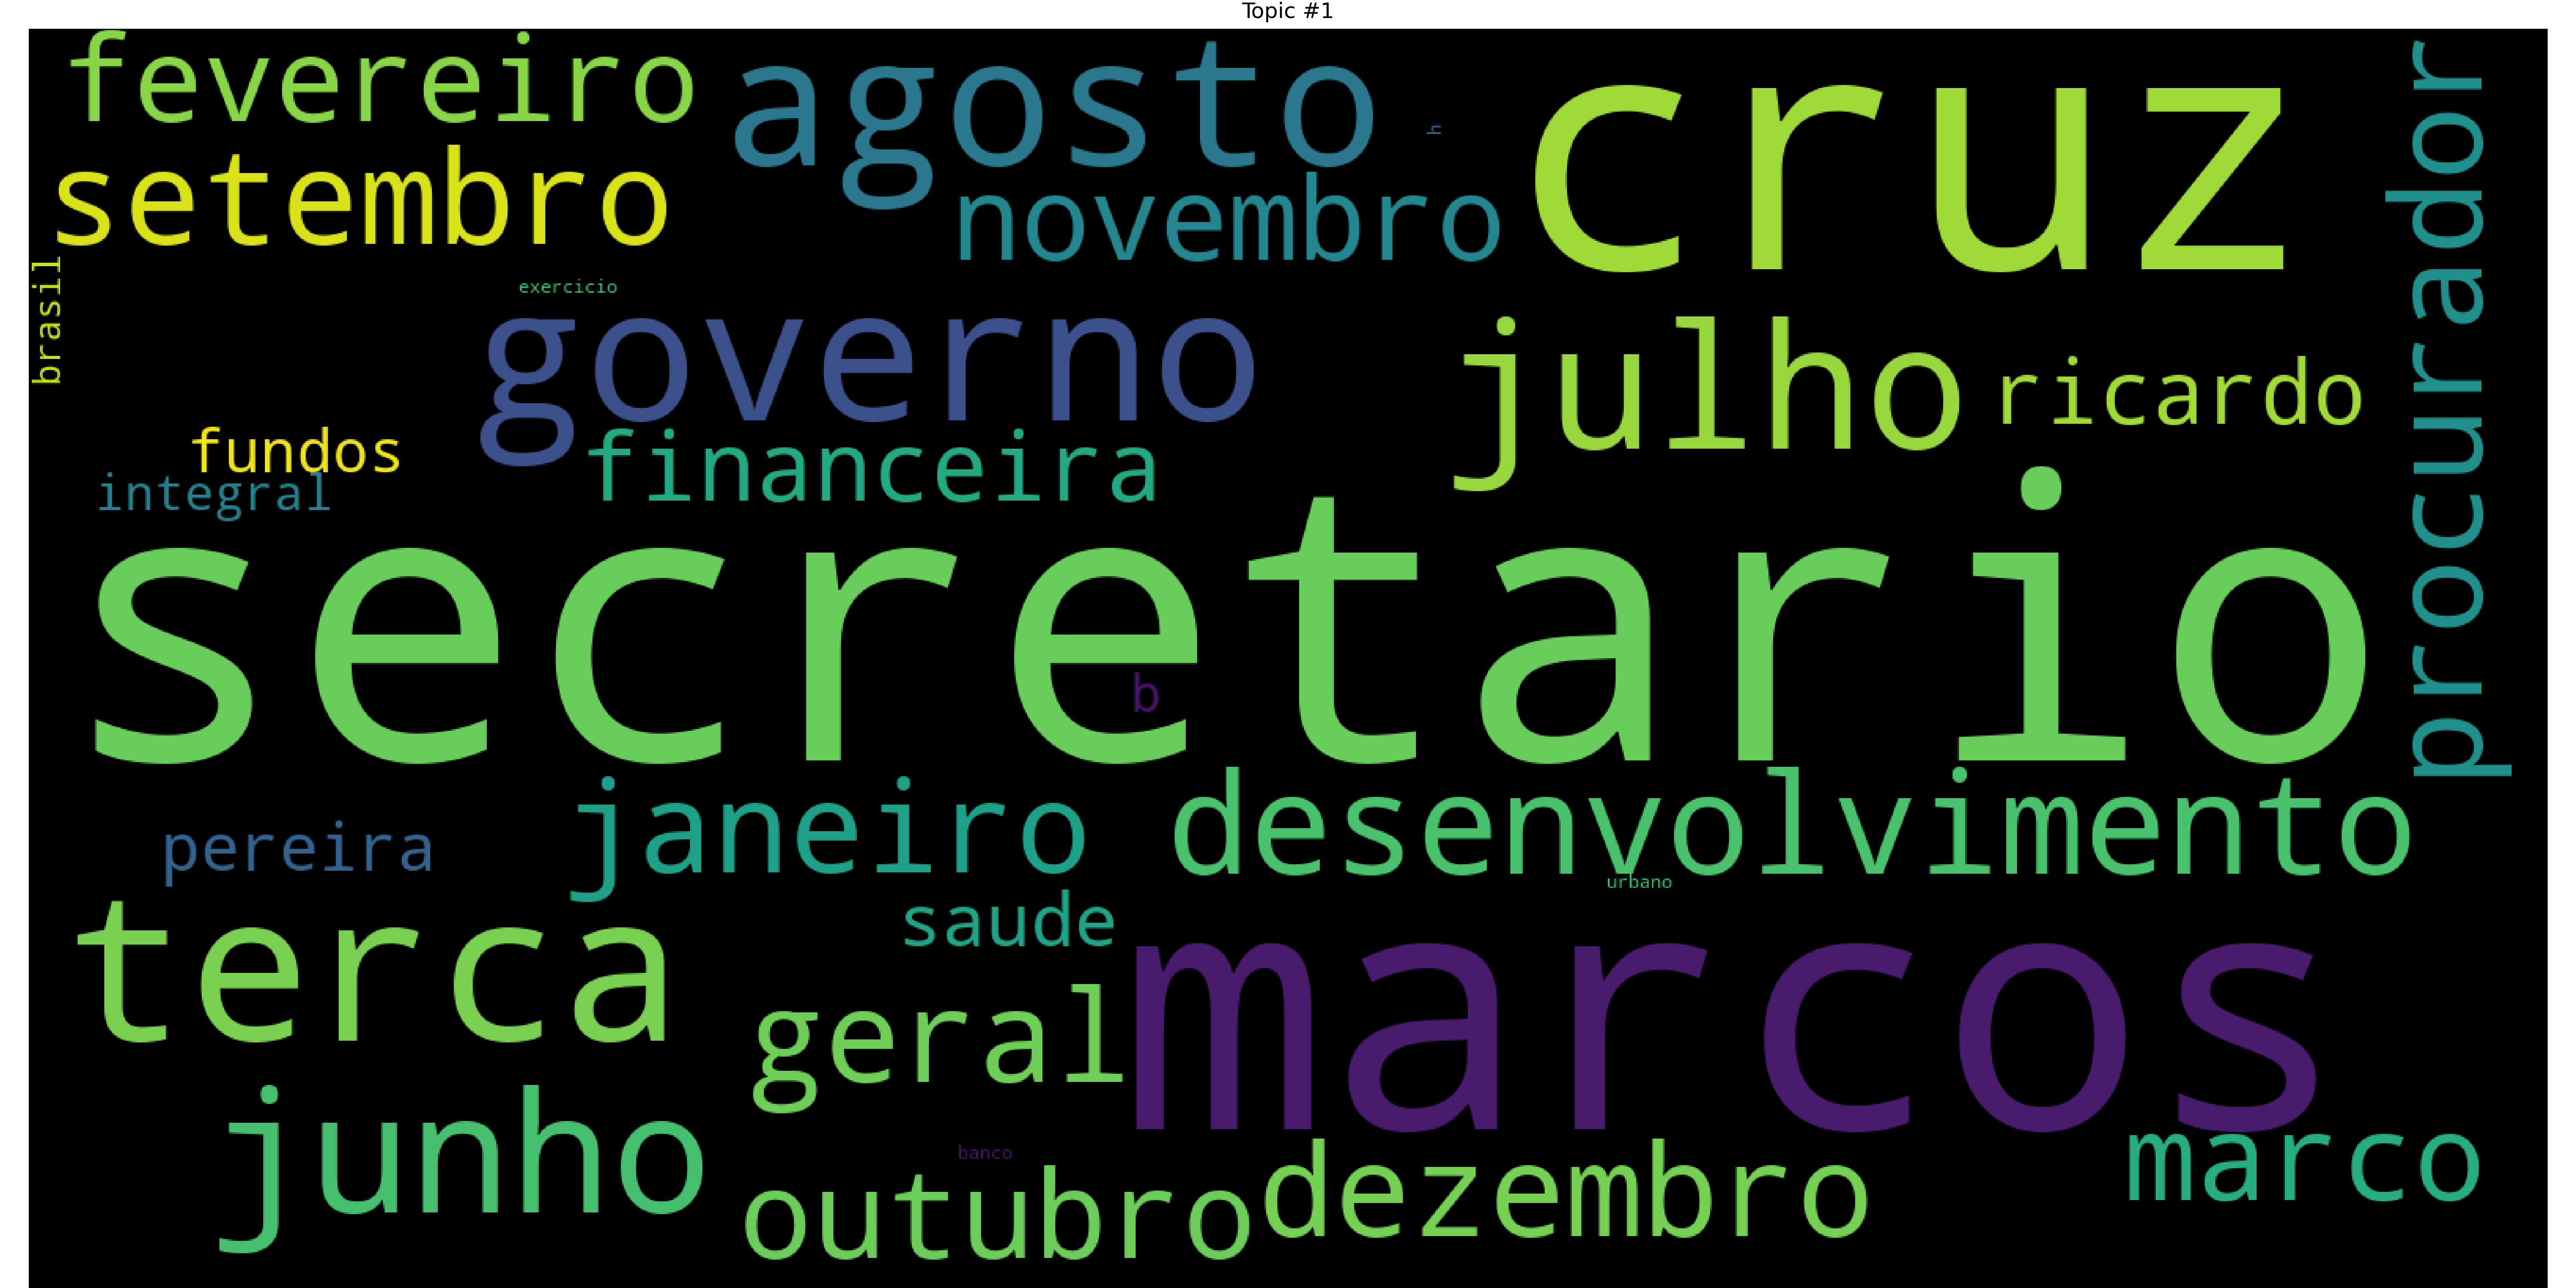 Topic #1
fevereiro
agosto
cruz
procurador
h
setembro
novembro
brasil
exercicio
governo
julho
ricardo
fundos
financeira
integral
secretario
b
janeiro
desenvolvimento
pereira
urbano
saude
terca
marcos
geral
junho
banco
outubro
dezembro
marco